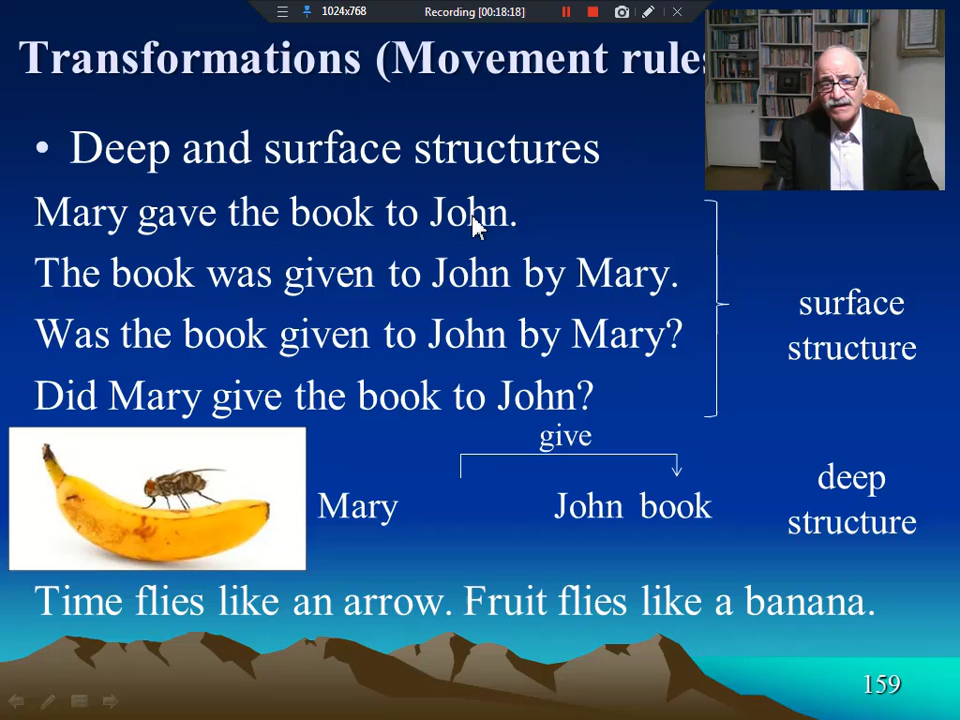 1024x768
Recording [00:18:18]
Transformations (Movement rules
• Deep and surface structures
Mary gave the book to John.
The book was given to John by Mary.
Was the book given to John by Mary?
Did Mary give the book to John?
surface
structure
give
Mary John book
deep
structure
Time flies like an arrow. Fruit flies like a banana.
159